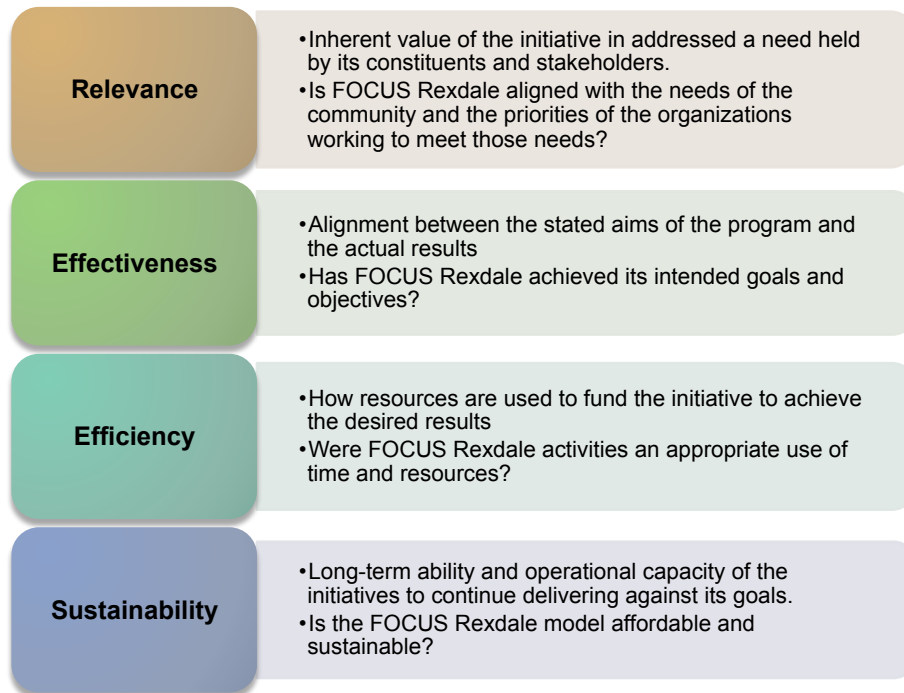 Relevance
•Inherent value of the initiative in addressed a need held
by its constituents and stakeholders.
•Is FOCUS Rexdale aligned with the needs of the
community and the priorities of the organizations
working to meet those needs?
Effectiveness
•Alignment between the stated aims of the program and
the actual results
•Has FOCUS Rexdale achieved its intended goals and
objectives?
Efficiency
•How resources are used to fund the initiative to achieve
the desired results
•Were FOCUS Rexdale activities an appropriate use of
time and resources?
Sustainability
•Long-term ability and operational capacity of the
initiatives to continue delivering against its goals.
•Is the FOCUS Rexdale model affordable and
sustainable?